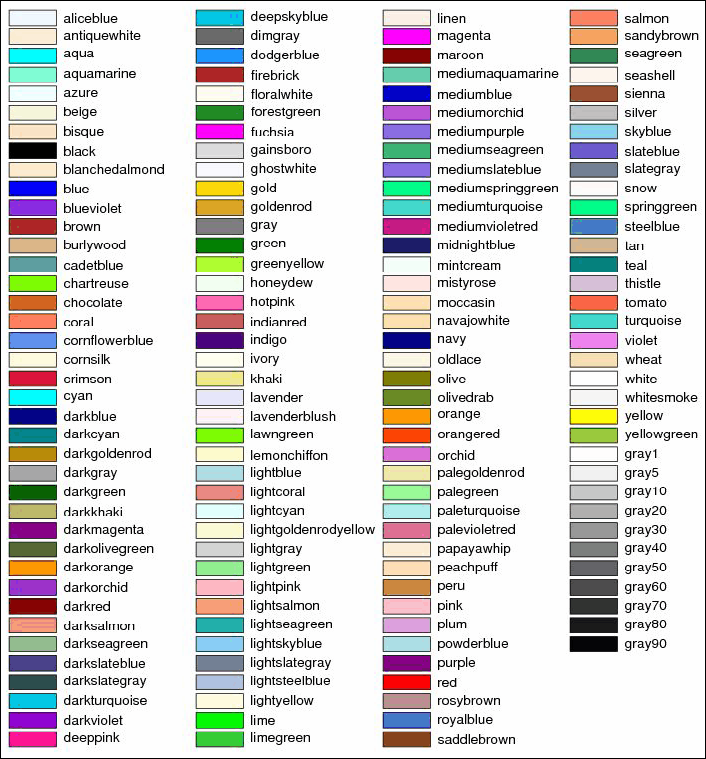 aliceblue
antiquewhite
aqua
aquamarine
azure
beige
bisque
black
blanchedalmond
blue
blueviolet
brown
burlywood
cadetblue
chartreuse
chocolate
coral
cornflowerblue
cornsilk
crimson
cyan
darkblue
darkcyan
darkgoldenrod
darkgray
darkgreen
darkkhaki
darkmagenta
darkolivegreen
darkorange
darkorchid
darkred
darksalmon
darkseagreen
darkslateblue
darkslategray
darkturquoise
darkviolet
deeppink
deepskyblue
dimgray
dodgerblue
firebrick
floralwhite
forestgreen
fuchsia
gainsboro
ghostwhite
gold
goldenrod
gray
green
greenyellow
honeydew
hotpink
indianred
indigo
ivory
khaki
lavender
lavenderblush
lawngreen
lemonchiffon
lightblue
lightcoral
lightcyan
lightgoldenrodyellow
lightgray
lightgreen
lightpink
lightsalmon
lightseagreen
lightskyblue
lightslategray
lightsteelblue
lightyellow
lime
limegreen
linen
magenta
maroon
mediumaquamarine
mediumblue
mediumorchid
mediumpurple
mediumseagreen
mediumslateblue
mediumspringgreen
mediumturquoise
mediumvioletred
midnightblue
mintcream
mistyrose
moccasin
navajowhite
navy
oldlace
olive
olivedrab
orange
orangered
orchid
palegoldenrod
palegreen
paleturquoise
palevioletred
papayawhip
peachpuff
peru
pink
plum
powderblue
purple
red
rosybrown
royalblue
saddlebrown
salmon
sandybrown
seagreen
seashell
sienna
silver
skyblue
slateblue
slategray
snow
springgreen
steelblue
tan
teal
thistle
tomato
turquoise
violet
wheat
white
whitesmoke
yellow
yellowgreen
gray1
gray5
gray10
gray20
gray30
gray40
gray50
gray60
gray70
gray80
gray90